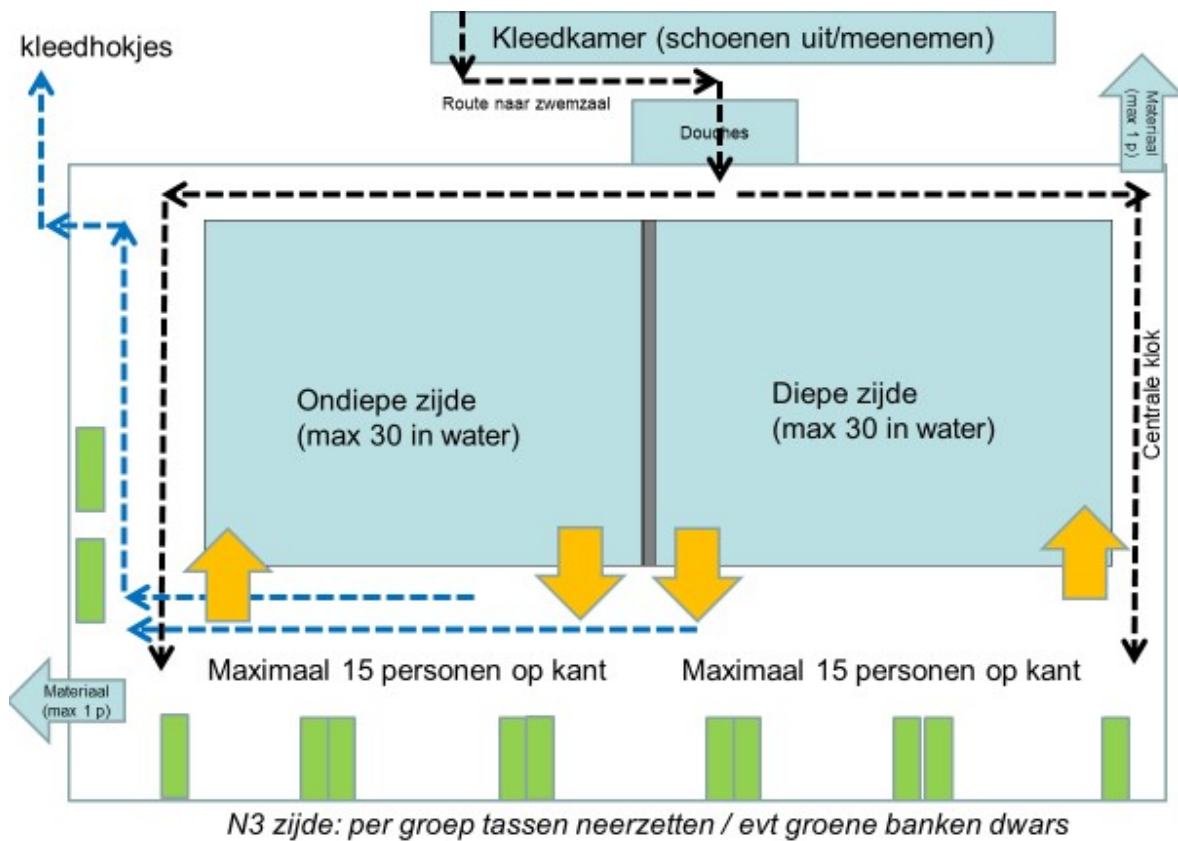 kleedhokjes
Kleedkamer (schoenen uit/meenemen)
Route naar zwemzaal
Douches
Materiaal
(max 1 p)
Centrale klok
Ondiepe zijde
(max 30 in water)
Diepe zijde
(max 30 in water)
Maximaal 15 personen op kant
Maximaal 15 personen op kant
Materiaal
(max 1 p)
N3 zijde: per groep tassen neerzetten / evt groene banken dwars